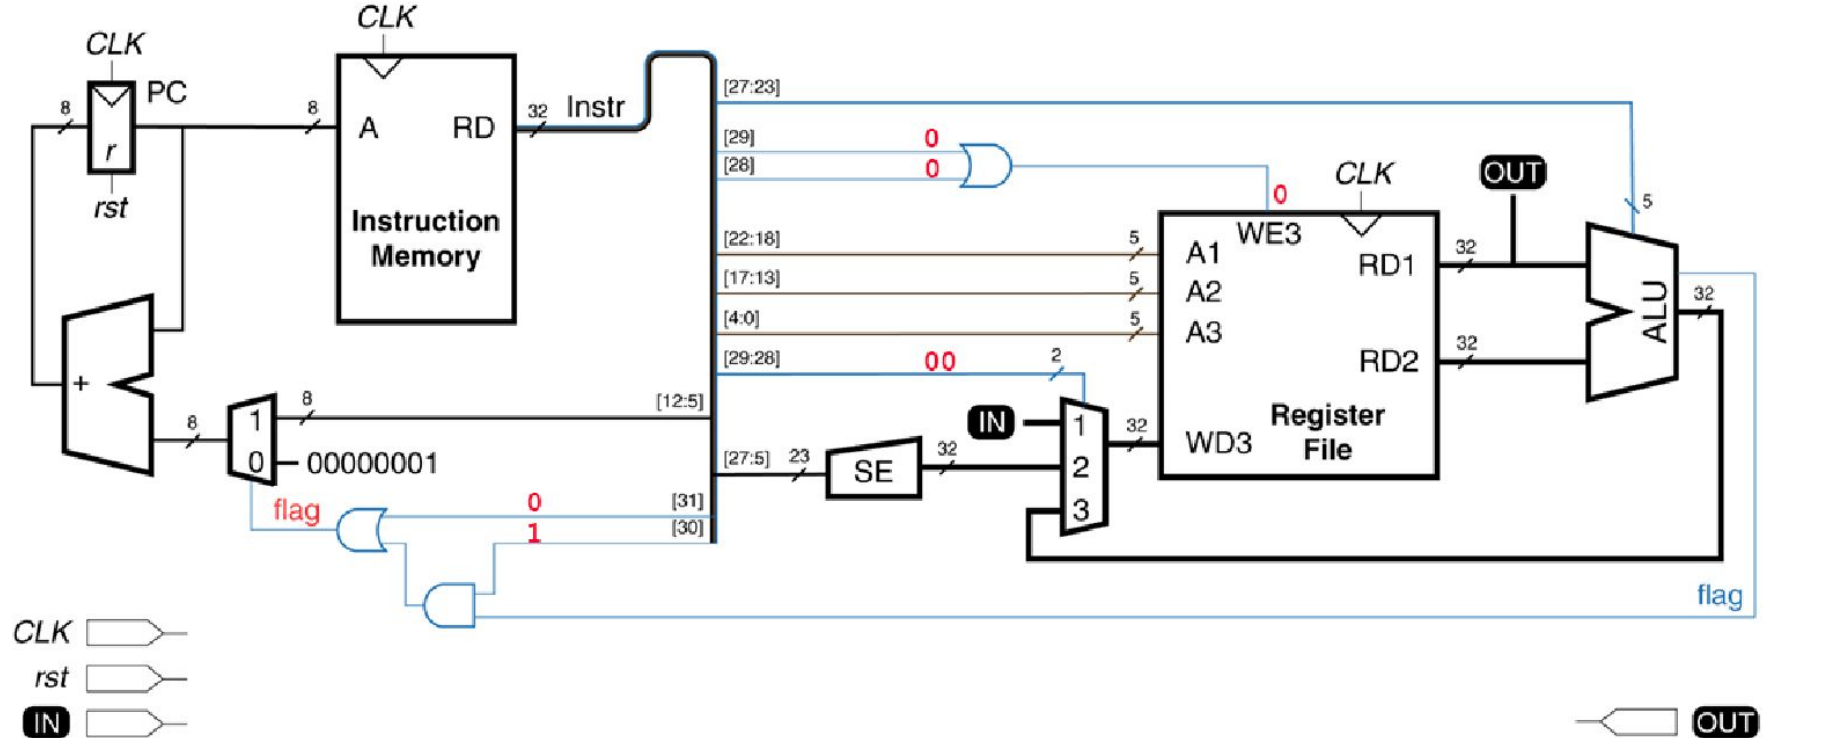 CLK
CLK
PC
8
8
A
RD
32
Instr
r
rst
Instruction
Memory
[27:23]
[29]
0
[28]
0
0
CLK
OUT
5
WE3
[22:18]
5
A1
RD1
32
[17:13]
5
A2
[4:0]
5
A3
ALU
32
[29:28]
00
2
RD2
32
+
[12:5]
8
1
8
0
00000001
IN
1
32
WD3
Register
File
[27:5]
23
SE
32
2
3
flag
0
[31]
1
[30]
flag
CLK
rst
IN
OUT